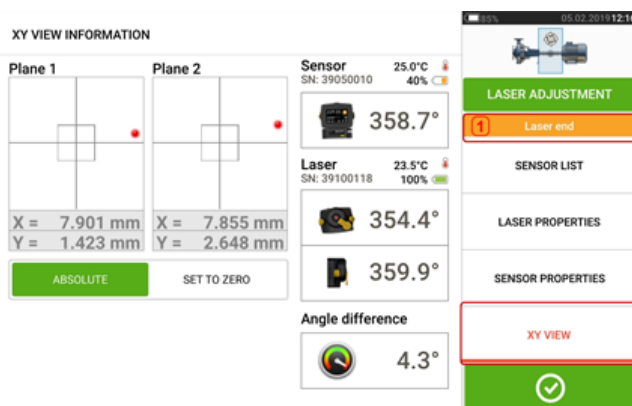 XY VIEW INFORMATION
Plane 1
X = 7.901 mm
Y = 1.423 mm
Plane 2
X = 7.855 mm
Y = 2.648 mm
ABSOLUTE
SET TO ZERO
Sensor 25.0°C
SN: 39050010 40%
358.7°
Laser 23.5°C
SN: 39100118 100%
354.4°
359.9°
Angle difference
4.3°
85% 05.02.2019 12:16
LASER ADJUSTMENT
1 Laser end
SENSOR LIST
LASER PROPERTIES
SENSOR PROPERTIES
XY VIEW